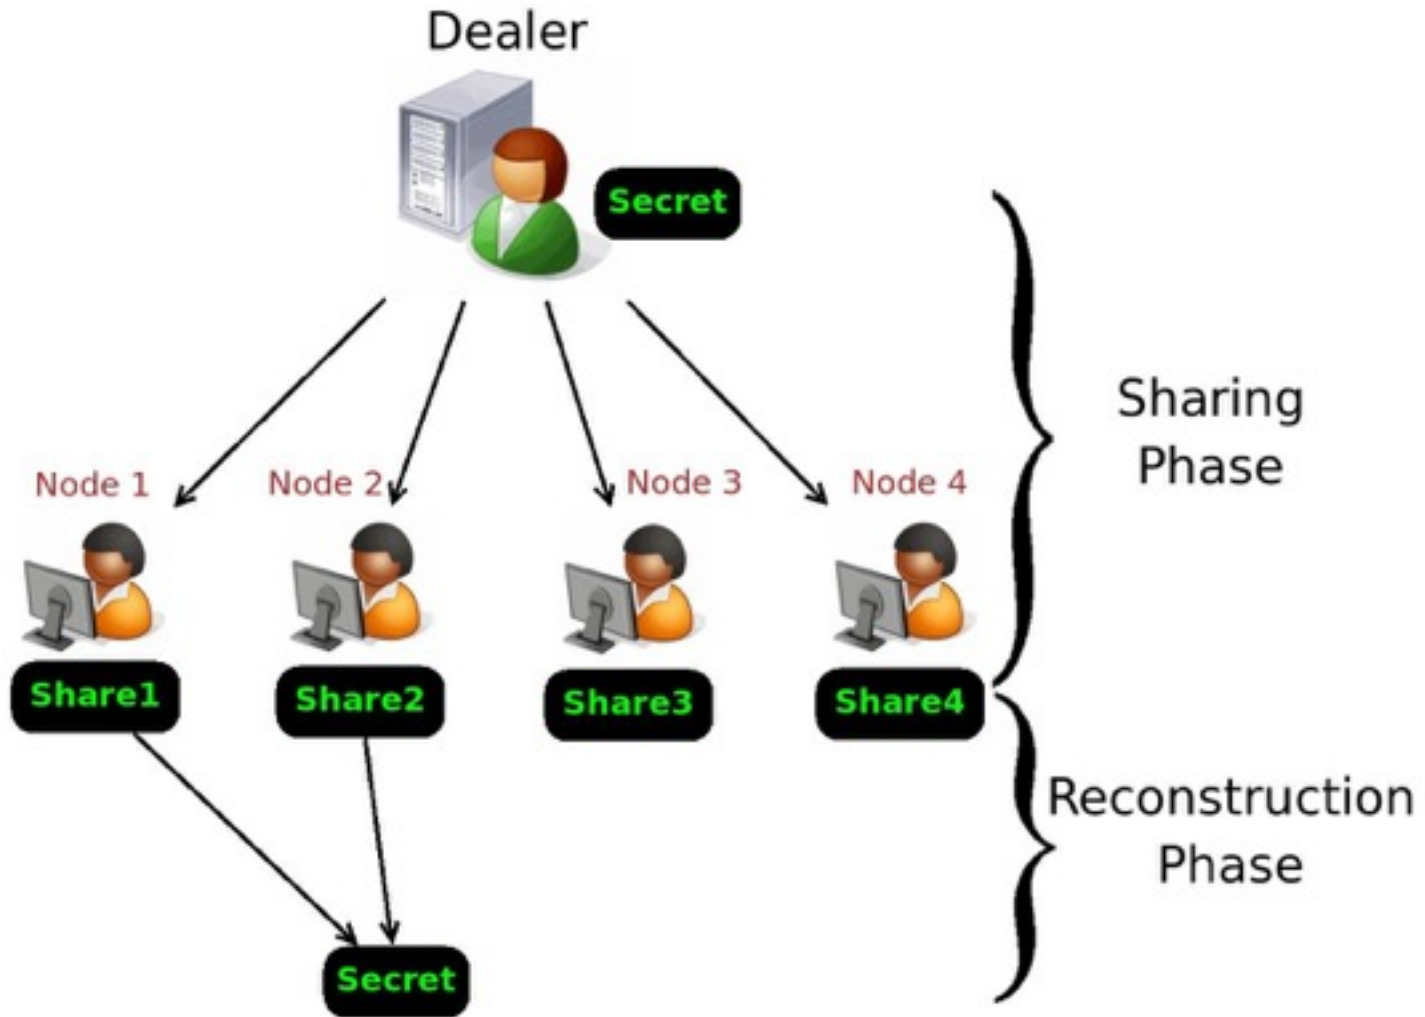 Dealer
Secret
Sharing
Phase
Node 1
Node 2
Node 3
Node 4
Share1
Share2
Share3
Share4
Reconstruction
Phase
Secret